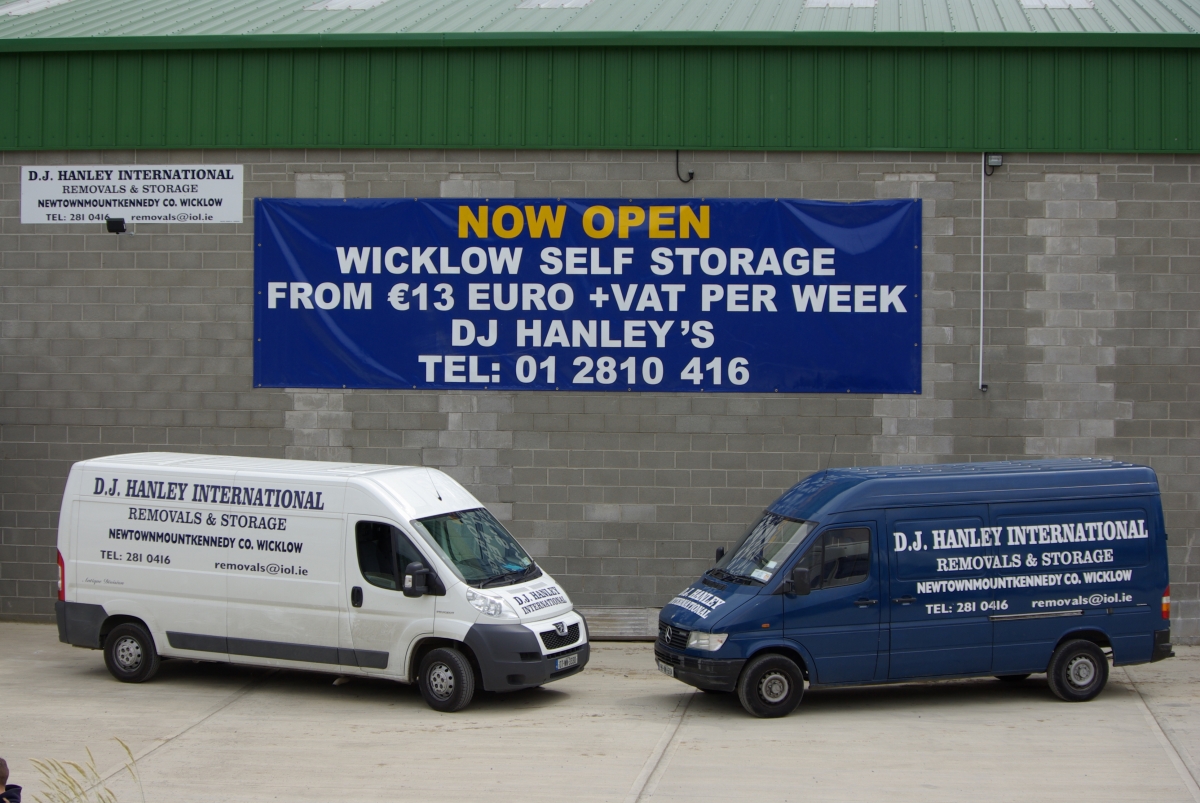 D.J. HANLEY INTERNATIONAL
REMOVALS & STORAGE
NEWTOWNMOUNTKENNEDY CO. WICKLOW
TEL: 281 0416 removals@iol.ie
NOW OPEN
WICKLOW SELF STORAGE
FROM €13 EURO +VAT PER WEEK
DJ HANLEY'S
TEL: 01 2810 416
D.J. HANLEY INTERNATIONAL
REMOVALS & STORAGE
NEWTOWNMOUNTKENNEDY CO. WICKLOW
TEL: 281 0416 removals@iol.ie
D.J. HANLEY
INTERNATIONAL
D.J. HANLEY INTERNATIONAL
REMOVALS & STORAGE
NEWTOWNMOUNTKENNEDY CO. WICKLOW
TEL: 281 0416 removals@iol.ie
D.J. HANLEY
INTERNATIONAL